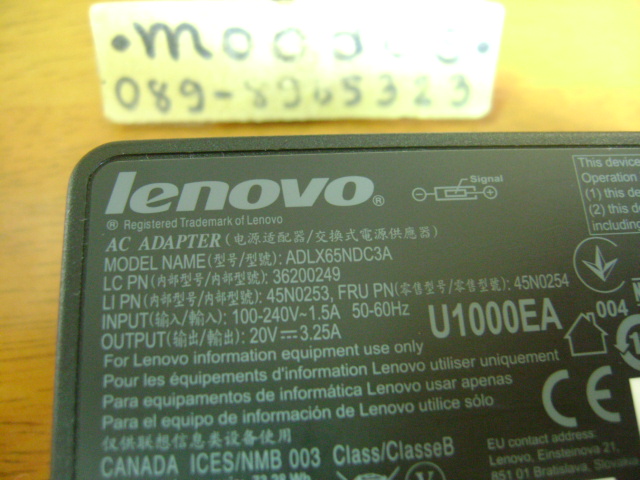 089-8965323
lenovo®
Signal
® Registered Trademark of Lenovo
AC ADAPTER (电源适配器/交換式電源供應器)
MODEL NAME(型号/型號): ADLX65NDC3A
LC PN(内部型号/內部型號): 36200249
LI PN(内部型号/內部型號): 45N0253, FRU PN(零售型号/零售型號): 45N0254
INPUT(输入/輸入): 100-240V~1.5A 50-60Hz
OUTPUT(输出/輸出): 20V⎓3.25A
U1000EA
For Lenovo information equipment use only
Pour les équipements d'information Lenovo utiliser uniquement
Para equipamentos de informática Lenovo usar apenas
Para el equipo de información de Lenovo utilice sólo
仅供联想信息类设备使用
CANADA ICES/NMB 003 Class/ClasseB
This device
Operation
(1) this dev
(2) this de
including
004
CE
EU contact address:
Lenovo, Einsteinova 21,
851 01 Bratislava, Slovakia